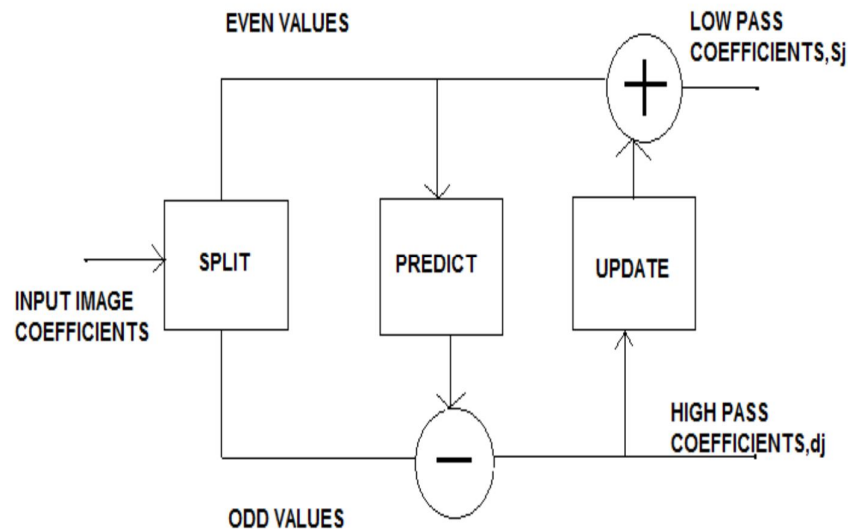 EVEN VALUES
LOW PASS
COEFFICIENTS,Sj
+
SPLIT
PREDICT
UPDATE
INPUT IMAGE
COEFFICIENTS
HIGH PASS
COEFFICIENTS,dj
−
ODD VALUES